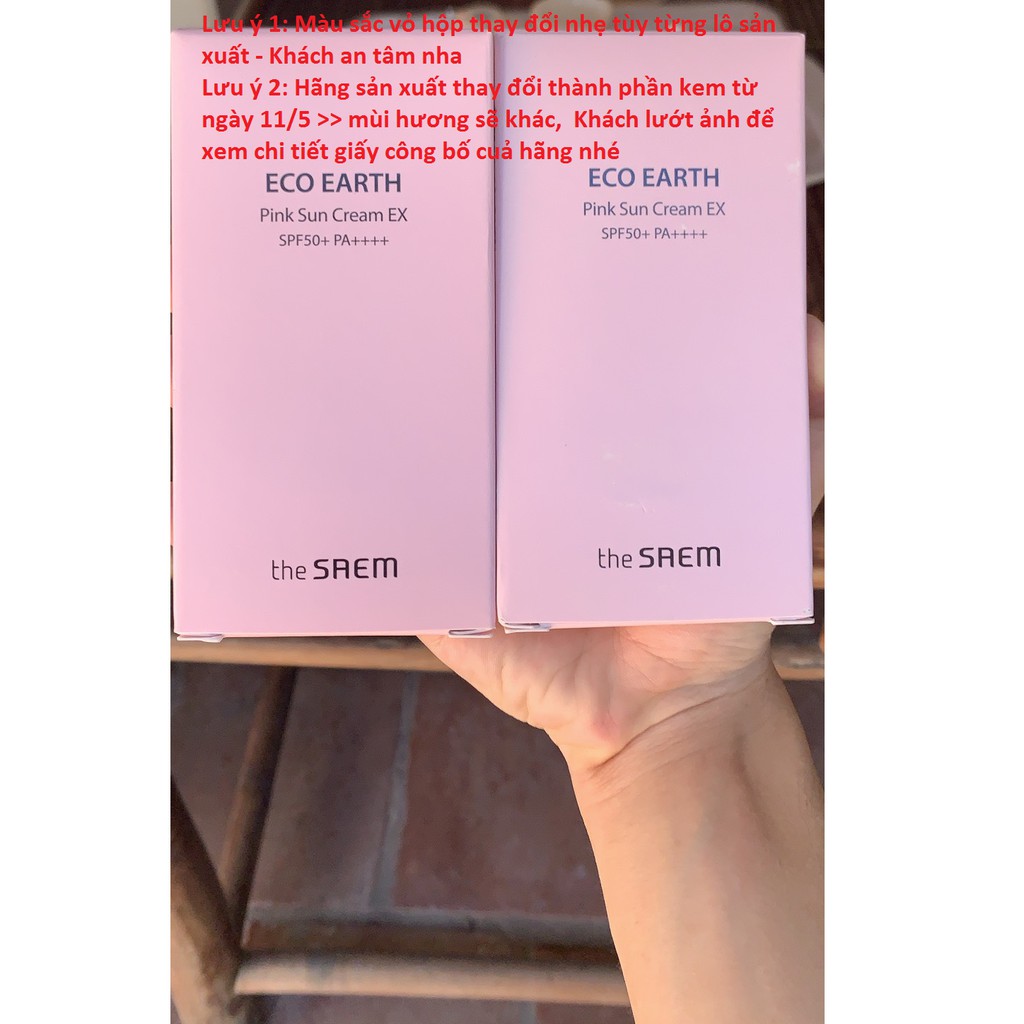 Lưu ý 1: Màu sắc vỏ hộp thay đổi nhẹ tùy từng lô sản
xuất - Khách an tâm nha
Lưu ý 2: Hãng sản xuất thay đổi thành phần kem từ
ngày 11/5 >> mùi hương sẽ khác,  Khách lướt ảnh để
xem chi tiết giấy công bố cuả hãng nhé
ECO EARTH
Pink Sun Cream EX
SPF50+ PA++++
the SAEM
ECO EARTH
Pink Sun Cream EX
SPF50+ PA++++
the SAEM